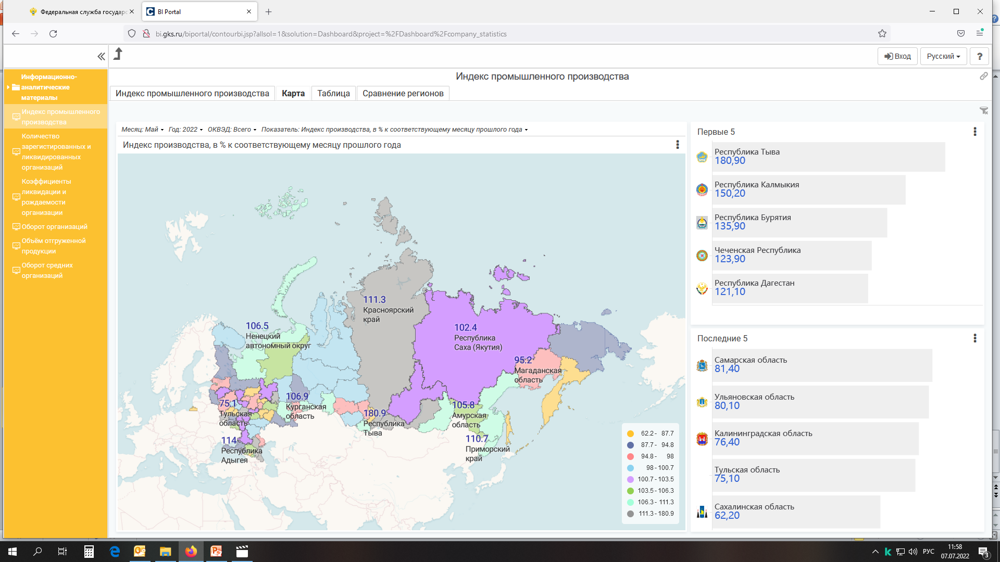 Федеральная служба государс
BI Portal
bi.gks.ru/biportal/contourbi.jsp?allsol=1&solution=Dashboard&project=%2FDashboard%2Fcompany_statistics
Вход
Русский
?
Информационно-
аналитические
материалы
Индекс промышленного
производства
Количество
зарегистированных и
ликвидированных
организаций
Коэффициенты
ликвидации и
рождаемости
организации
Оборот организаций
Объём отгруженной
продукции
Оборот средних
организаций
Индекс промышленного производства
Индекс промышленного производства
Карта
Таблица
Сравнение регионов
Месяц: Май
Год: 2022
ОКВЭД: Всего
Показатель: Индекс производства, в % к соответствующему месяцу прошлого года
Индекс производства, в % к соответствующему месяцу прошлого года
111.3
Красноярский
край
106.5
Ненецкий
автономный округ
102.4
Республика
Саха (Якутия)
95.2
Магаданская
область
106.9
Курганская
область
75.1
Тульская
область
180.9
Республика
Тыва
105.8
Амурская
область
114
Республика
Адыгея
110.7
Приморский
край
62.2 - 87.7
87.7 - 94.8
94.8 - 98
98 - 100.7
100.7 - 103.5
103.5 - 106.3
106.3 - 111.3
111.3 - 180.9
Первые 5
Республика Тыва
180,90
Республика Калмыкия
150,20
Республика Бурятия
135,90
Чеченская Республика
123,90
Республика Дагестан
121,10
Последние 5
Самарская область
81,40
Ульяновская область
80,10
Калининградская область
76,40
Тульская область
75,10
Сахалинская область
62,20
РУС
11:58
07.07.2022
3